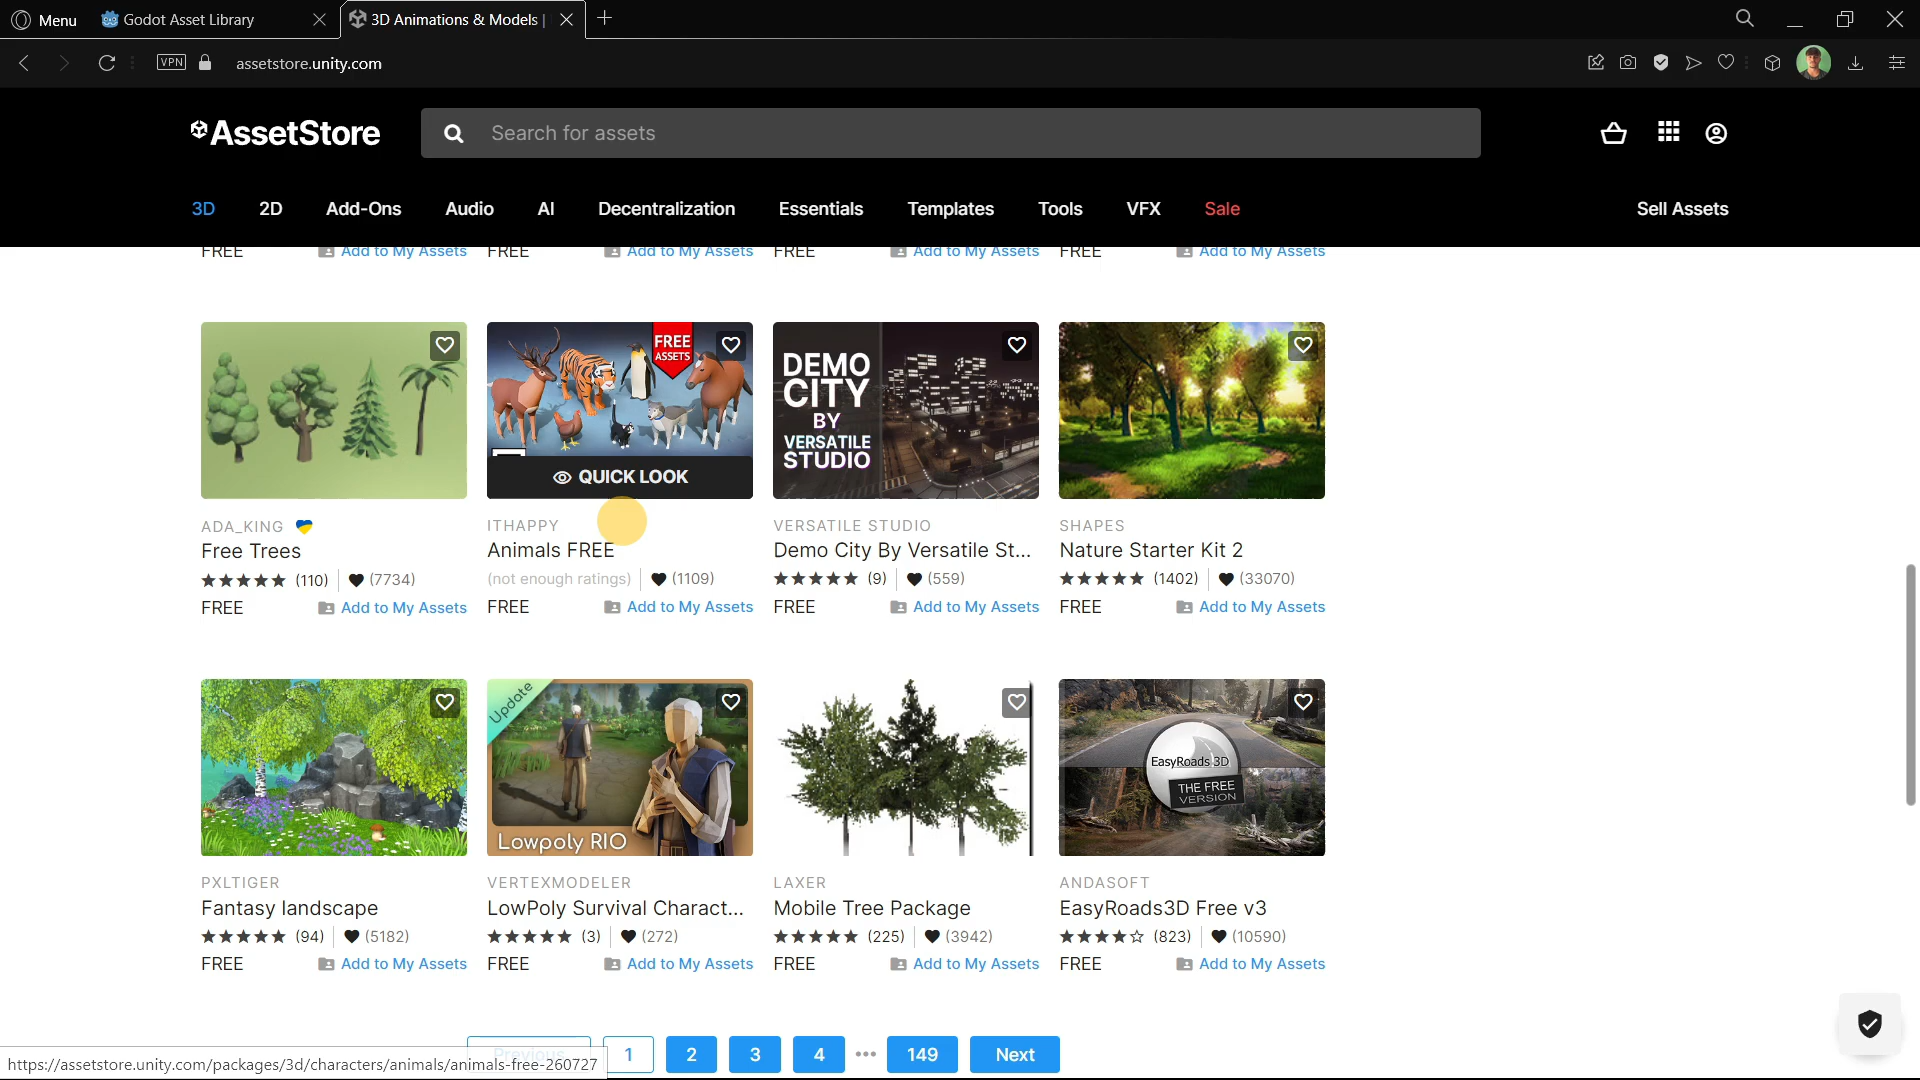 Menu
Godot Asset Library
3D Animations & Models |
VPN
assetstore.unity.com
AssetStore
Search for assets
3D 2D Add-Ons Audio AI Decentralization Essentials Templates Tools VFX Sale Sell Assets
FREE Add to My Assets FREE Add to My Assets FREE Add to My Assets FREE Add to My Assets
FREE
ASSETS
QUICK LOOK
DEMO
CITY
BY
VERSATILE
STUDIO
ADA_KING
Free Trees
(110) (7734)
FREE Add to My Assets
ITHAPPY
Animals FREE
(not enough ratings) (1109)
FREE Add to My Assets
VERSATILE STUDIO
Demo City By Versatile St...
(9) (559)
FREE Add to My Assets
SHAPES
Nature Starter Kit 2
(1402) (33070)
FREE Add to My Assets
Update
Lowpoly RIO
EasyRoads 3D
THE FREE
VERSION
PXLTIGER
Fantasy landscape
(94) (5182)
FREE Add to My Assets
VERTEXMODELER
LowPoly Survival Charact...
(3) (272)
FREE Add to My Assets
LAXER
Mobile Tree Package
(225) (3942)
FREE Add to My Assets
ANDASOFT
EasyRoads3D Free v3
(823) (10590)
FREE Add to My Assets
Previous 1 2 3 4 ••• 149 Next
https://assetstore.unity.com/packages/3d/characters/animals/animals-free-260727